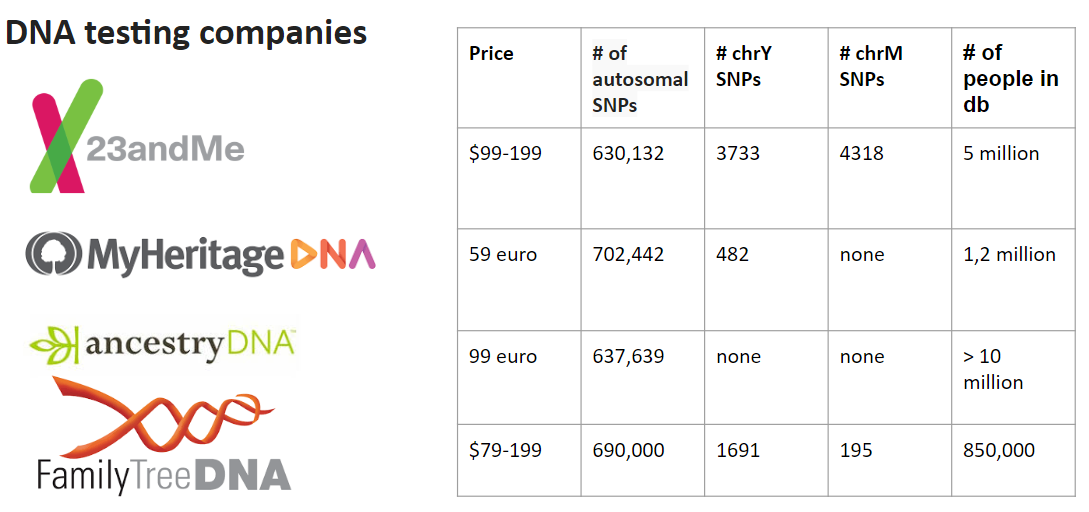 DNA testing companies
Price
# of
autosomal
SNPs
# chrY
SNPs
# chrM
SNPs
# of
people in
db
23andMe
$99-199
630,132
3733
4318
5 million
MyHeritage DNA
59 euro
702,442
482
none
1,2 million
ancestryDNA™
99 euro
637,639
none
none
> 10
million
FamilyTreeDNA
$79-199
690,000
1691
195
850,000